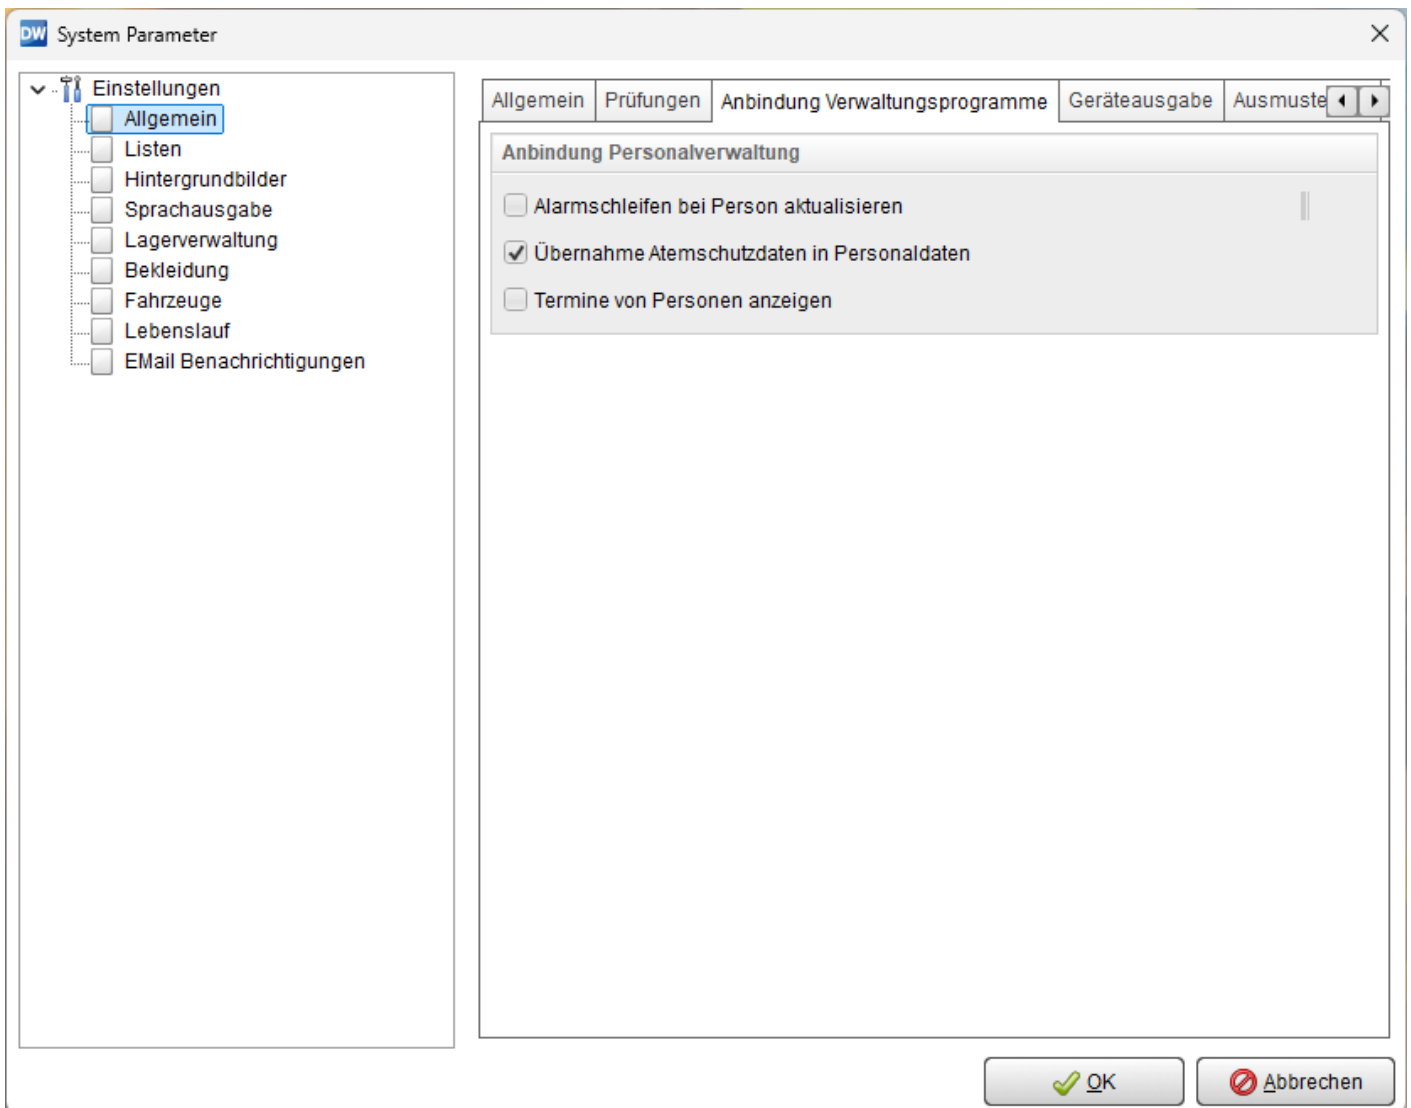 DW System Parameter
Einstellungen
Allgemein
Listen
Hintergrundbilder
Sprachausgabe
Lagerverwaltung
Bekleidung
Fahrzeuge
Lebenslauf
EMail Benachrichtigungen
Allgemein Prüfungen Anbindung Verwaltungsprogramme Geräteausgabe Ausmuste
Anbindung Personalverwaltung
Alarmschleifen bei Person aktualisieren
Übernahme Atemschutzdaten in Personaldaten
Termine von Personen anzeigen
OK Abbrechen